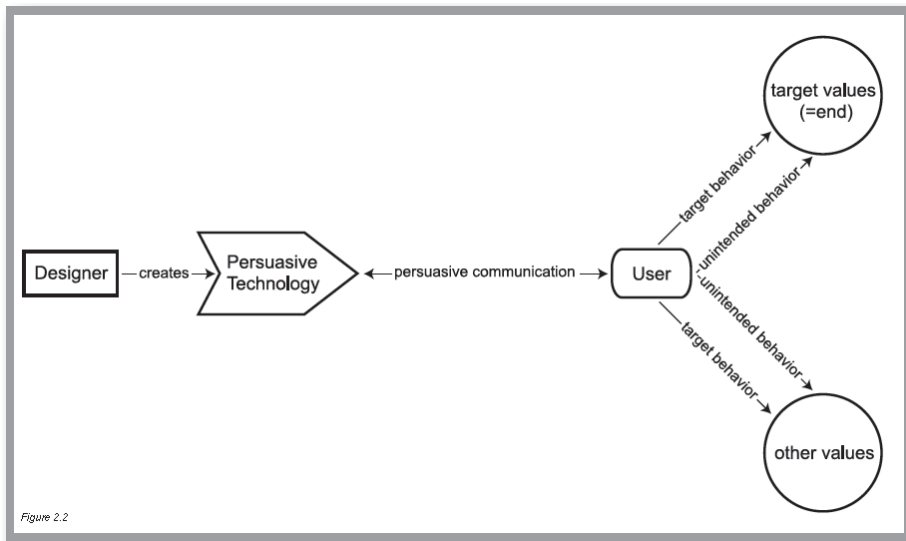 target values
(=end)
target behavior
unintended behavior
Designer
creates
Persuasive
Technology
persuasive communication
User
unintended behavior
target behavior
other values
Figure 2.2